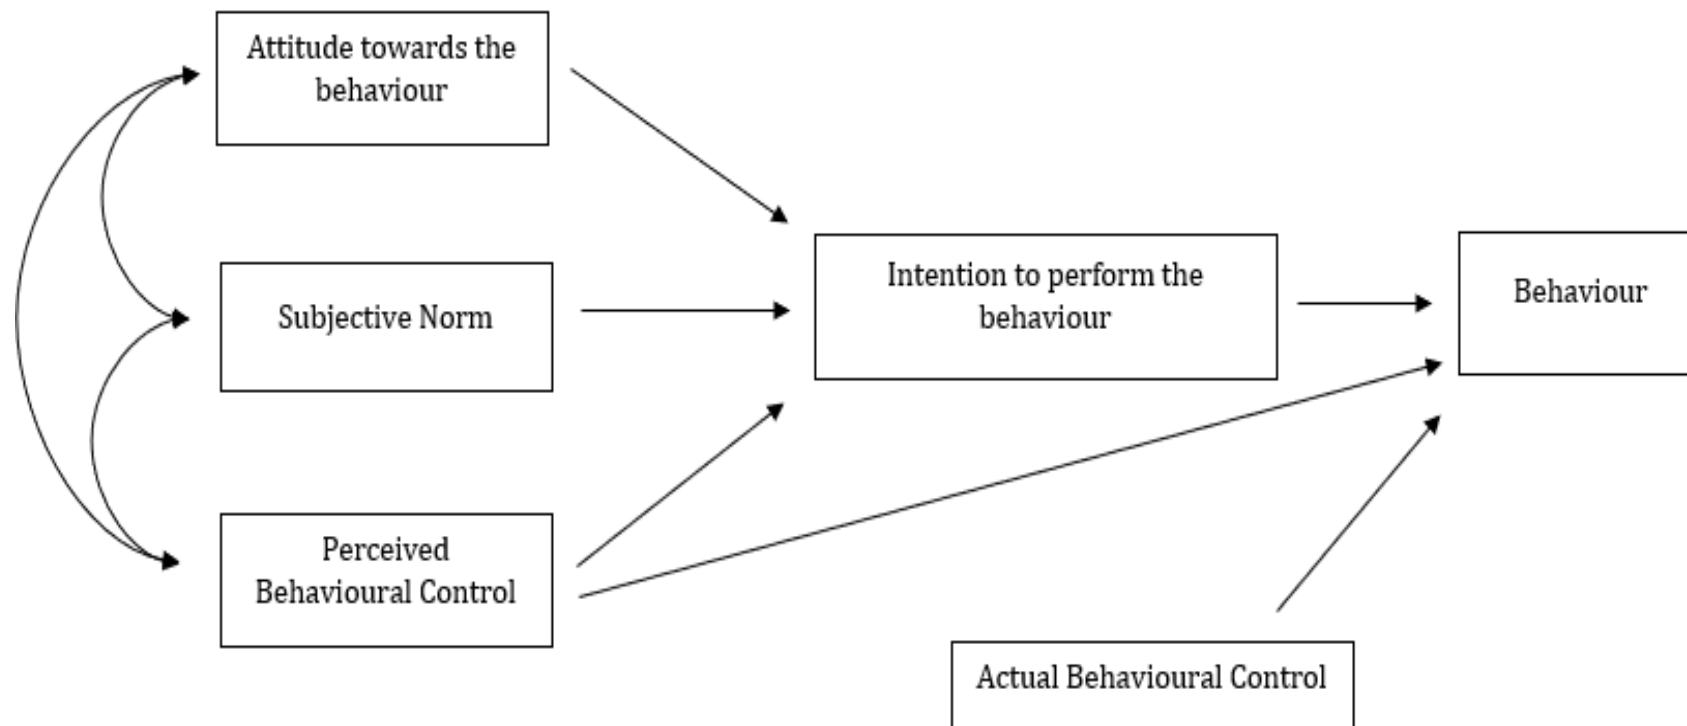 Attitude towards the
behaviour
Subjective Norm
Perceived
Behavioural Control
Intention to perform the
behaviour
Behaviour
Actual Behavioural Control